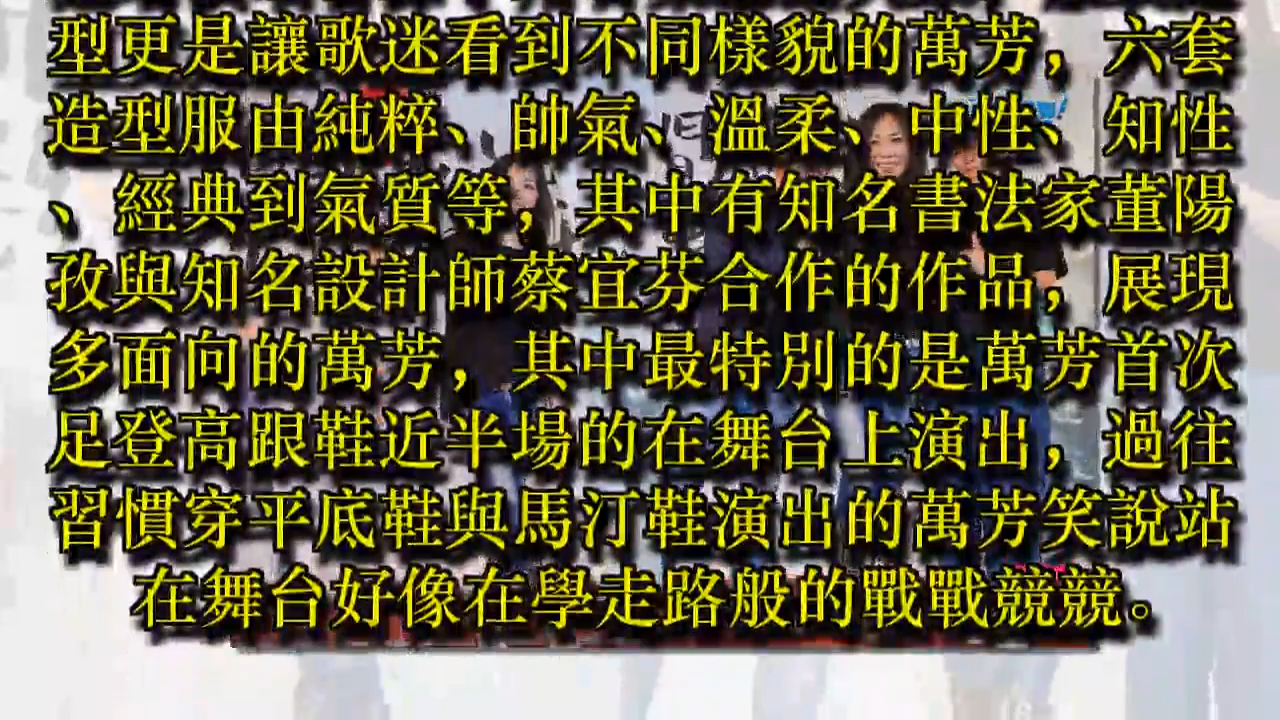 型更是讓歌迷看到不同樣貌的萬芳，六套
造型服由純粹、帥氣、溫柔、中性、知性
、經典到氣質等，其中有知名書法家董陽
孜與知名設計師蔡宜芬合作的作品，展現
多面向的萬芳，其中最特別的是萬芳首次
足登高跟鞋近半場的在舞台上演出，過往
習慣穿平底鞋與馬汀鞋演出的萬芳笑說站
在舞台好像在學走路般的戰戰競競。